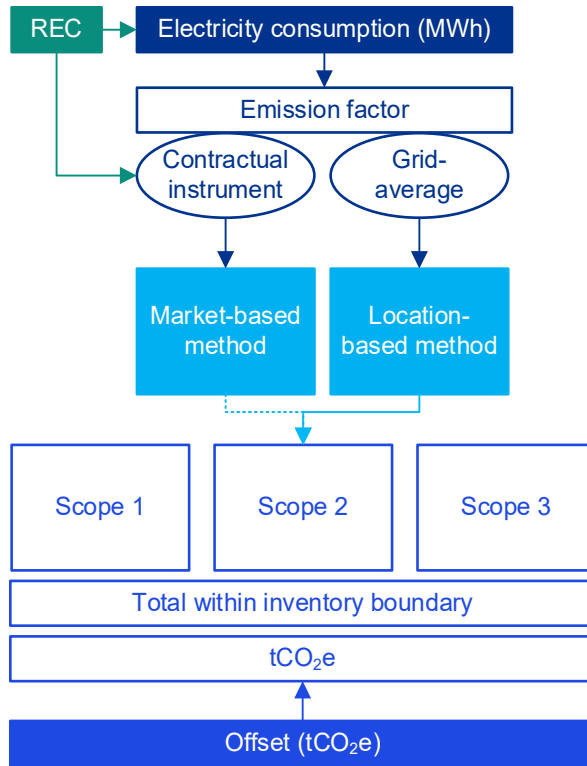 REC
Electricity consumption (MWh)
Emission factor
Contractual
instrument
Grid-
average
Market-based
method
Location-
based method
Scope 1
Scope 2
Scope 3
Total within inventory boundary
tCO₂e
Offset (tCO₂e)